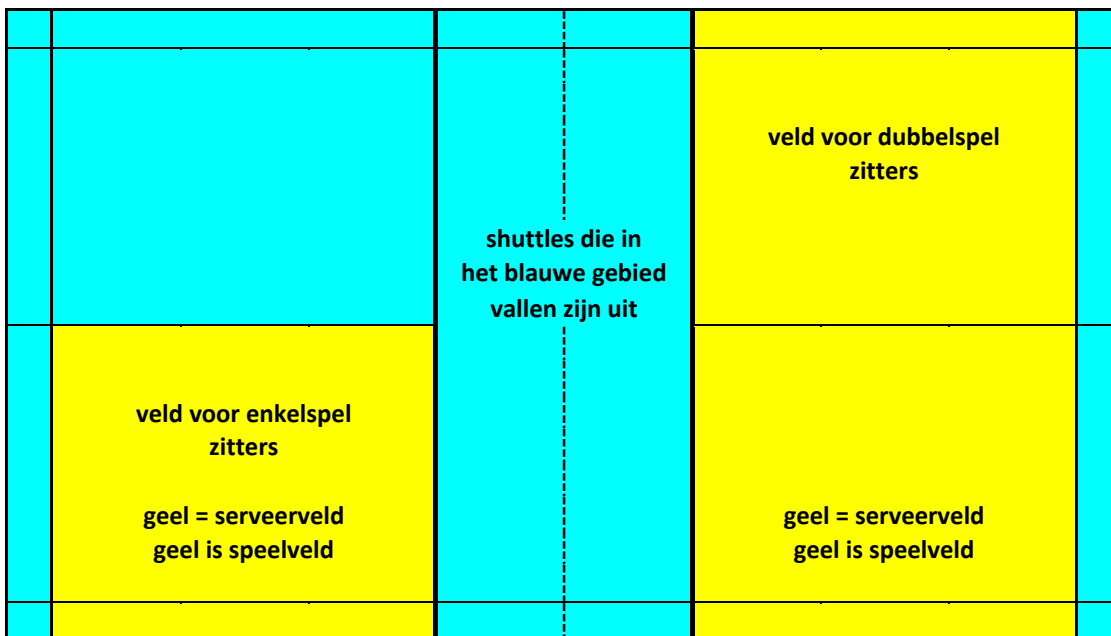 veld voor dubbelspel
zitters
shuttles die in
het blauwe gebied
vallen zijn uit
veld voor enkelspel
zitters
geel = serveerveld
geel is speelveld
geel = serveerveld
geel is speelveld